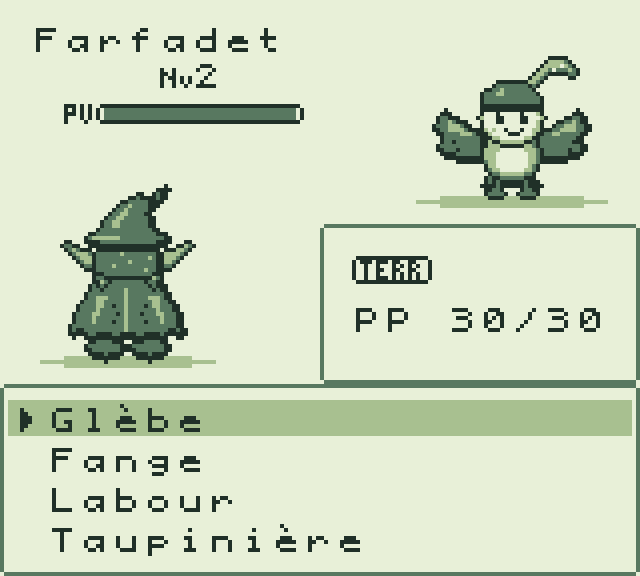 Farfadet
Nv2
PV
TERR
PP 30/30
Glèbe
Fange
Labour
Taupinière